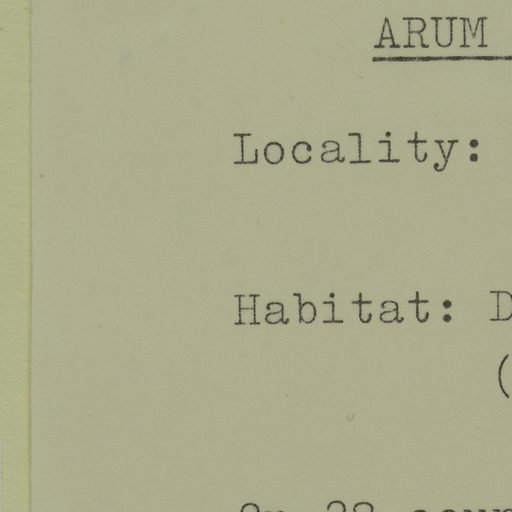 ARUM
Locality:
Habitat: D
(